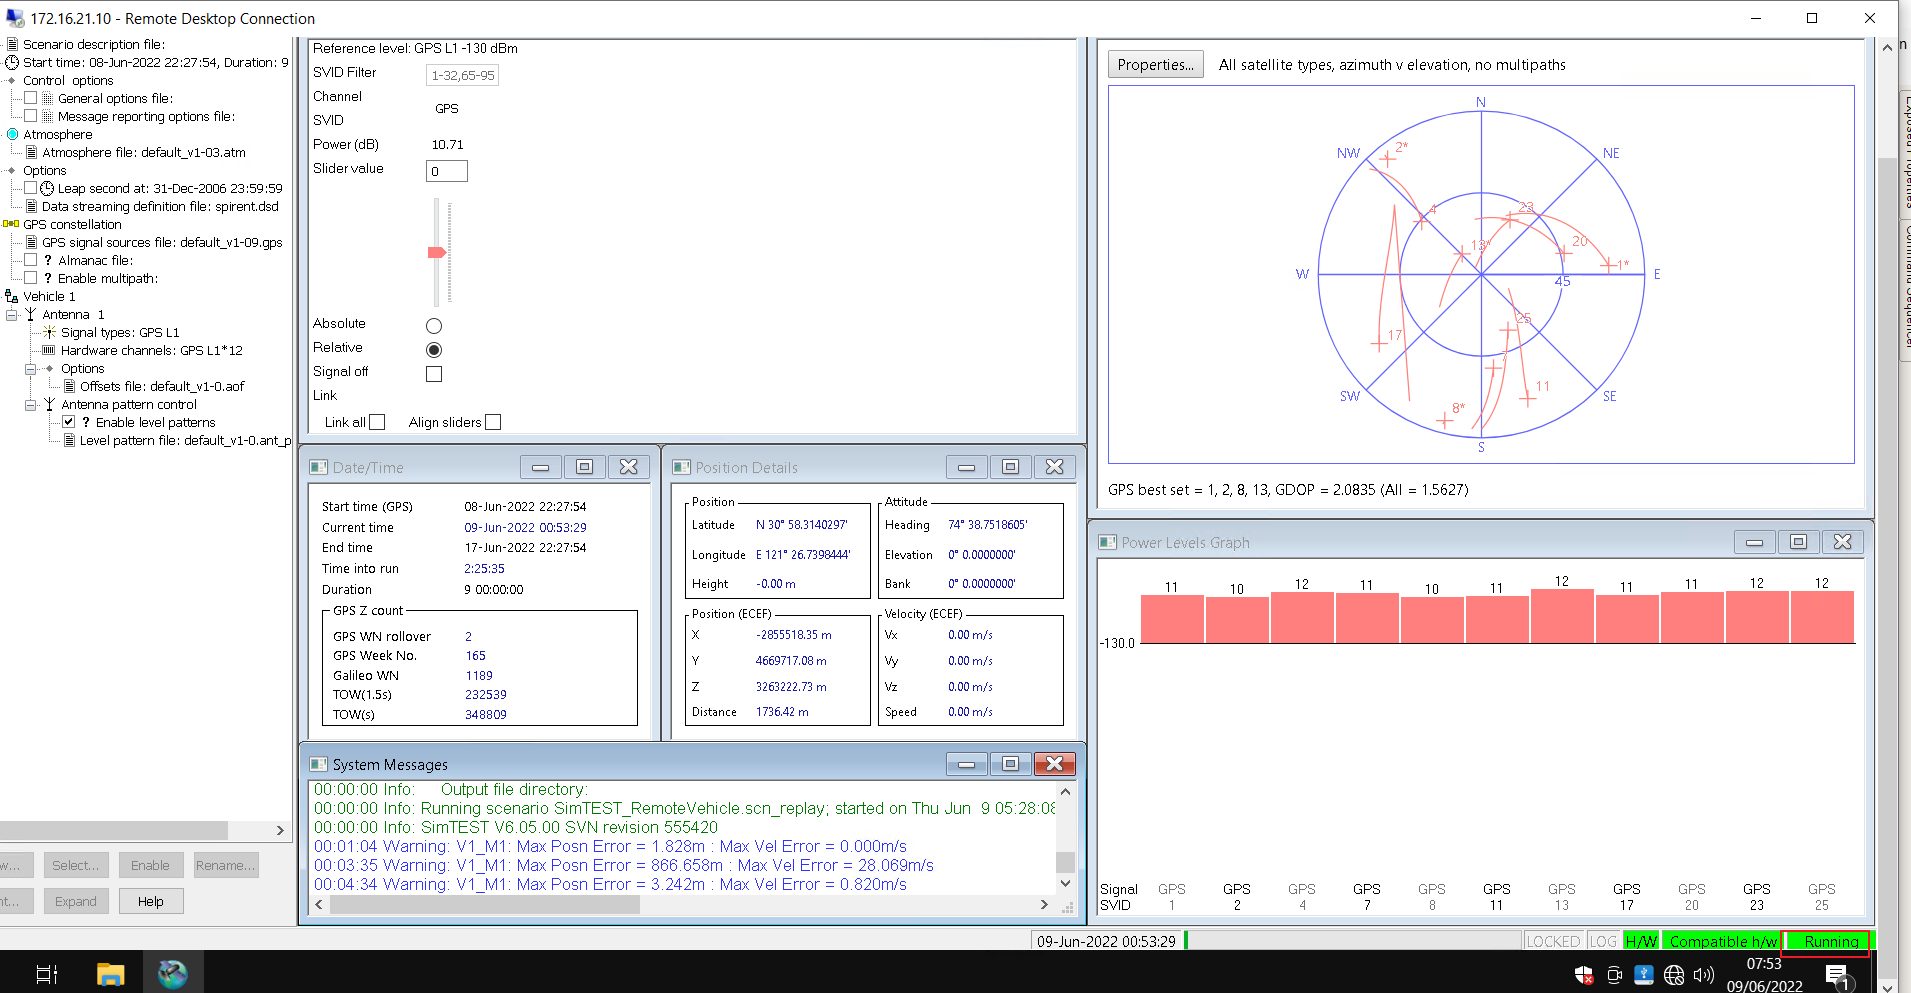 172.16.21.10 - Remote Desktop Connection
Scenario description file:
Start time: 08-Jun-2022 22:27:54, Duration: 9
Control options
General options file:
Message reporting options file:
Atmosphere
Atmosphere file: default_v1-03.atm
Options
Leap second at: 31-Dec-2006 23:59:59
Data streaming definition file: spirent.dsd
GPS constellation
GPS signal sources file: default_v1-09.gps
? Almanac file:
? Enable multipath:
Vehicle 1
Antenna 1
Signal types: GPS L1
Hardware channels: GPS L1*12
Options
Offsets file: default_v1-0.aof
Antenna pattern control
? Enable level patterns
Level pattern file: default_v1-0.ant_p
w...
Select...
Enable
Rename...
nt...
Expand
Help
Reference level: GPS L1 -130 dBm
SVID Filter 1-32,65-95
Channel
GPS
SVID
Power (dB) 10.71
Slider value 0
Absolute
Relative
Signal off
Link
Link all Align sliders
Date/Time
Start time (GPS) 08-Jun-2022 22:27:54
Current time 09-Jun-2022 00:53:29
End time 17-Jun-2022 22:27:54
Time into run 2:25:35
Duration 9 00:00:00
GPS Z count
GPS WN rollover 2
GPS Week No. 165
Galileo WN 1189
TOW(1.5s) 232539
TOW(s) 348809
Position Details
Position
Latitude N 30° 58.3140297'
Longitude E 121° 26.7398444'
Height -0.00 m
Attitude
Heading 74° 38.7518605'
Elevation 0° 0.0000000'
Bank 0° 0.0000000'
Position (ECEF)
X -2855518.35 m
Y 4669717.08 m
Z 3263222.73 m
Distance 1736.42 m
Velocity (ECEF)
Vx 0.00 m/s
Vy 0.00 m/s
Vz 0.00 m/s
Speed 0.00 m/s
System Messages
00:00:00 Info: Output file directory:
00:00:00 Info: Running scenario SimTEST_RemoteVehicle.scn_replay; started on Thu Jun 9 05:28:08
00:00:00 Info: SimTEST V6.05.00 SVN revision 555420
00:01:04 Warning: V1_M1: Max Posn Error = 1.828m : Max Vel Error = 0.000m/s
00:03:35 Warning: V1_M1: Max Posn Error = 866.658m : Max Vel Error = 28.069m/s
00:04:34 Warning: V1_M1: Max Posn Error = 3.242m : Max Vel Error = 0.820m/s
Properties... All satellite types, azimuth v elevation, no multipaths
N
NW 2* NE
4 23
13* 20
1*
W 45 E
25
17
7
11
SW 8* SE
S
GPS best set = 1, 2, 8, 13, GDOP = 2.0835 (All = 1.5627)
Power Levels Graph
11 10 12 11 10 11 12 11 11 12 12
-130.0
Signal GPS GPS GPS GPS GPS GPS GPS GPS GPS GPS GPS
SVID 1 2 4 7 8 11 13 17 20 23 25
09-Jun-2022 00:53:29 LOCKED LOG H/W Compatible h/w Running
07:53
09/06/2022
1